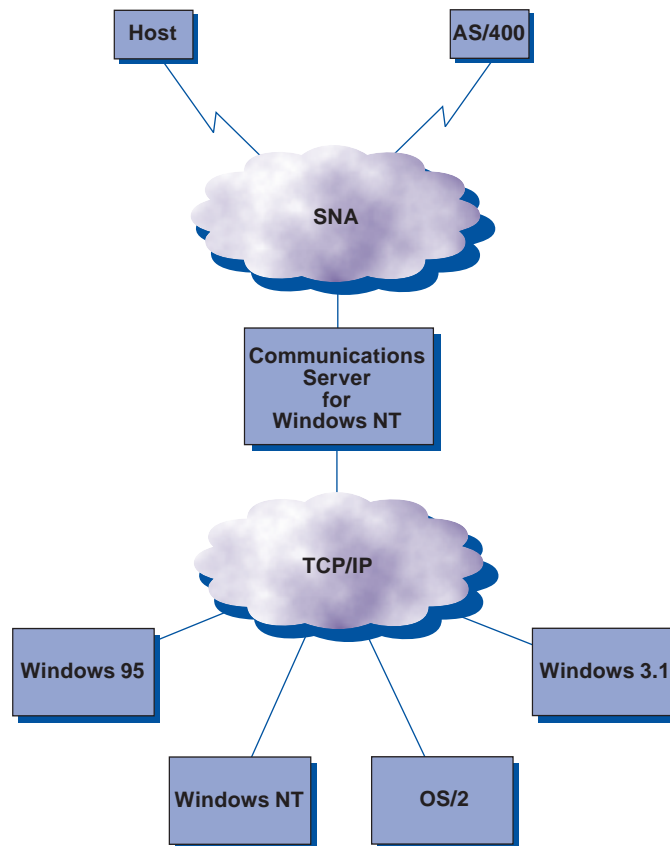 Host
AS/400
SNA
Communications
Server
for
Windows NT
TCP/IP
Windows 95
Windows 3.1
Windows NT
OS/2